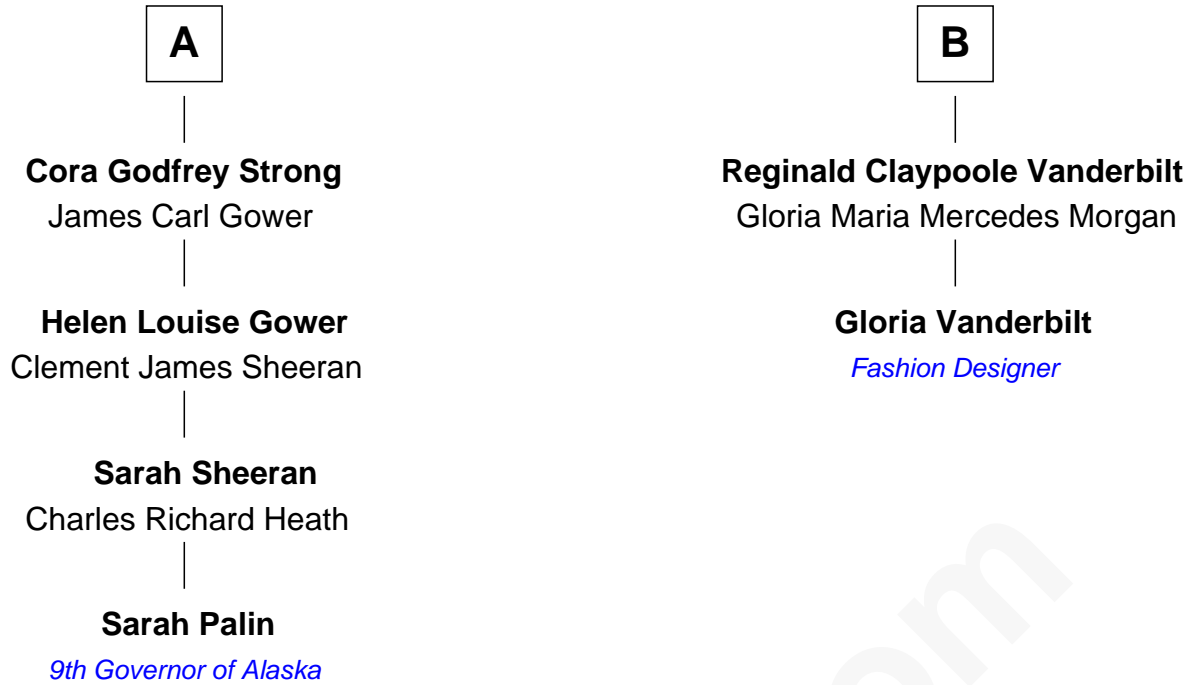 A
Cora Godfrey Strong
James Carl Gower
Helen Louise Gower
Clement James Sheeran
Sarah Sheeran
Charles Richard Heath
Sarah Palin
9th Governor of Alaska
B
Reginald Claypoole Vanderbilt
Gloria Maria Mercedes Morgan
Gloria Vanderbilt
Fashion Designer
om